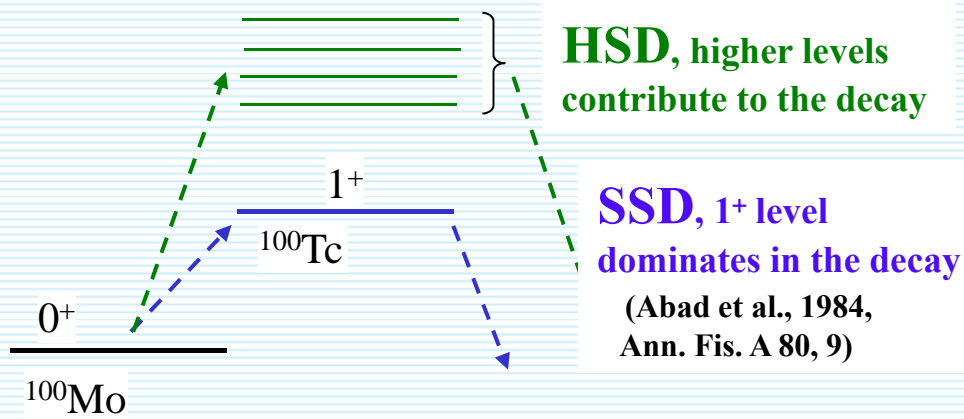 HSD, higher levels
contribute to the decay
1⁺
SSD, 1⁺ level
dominates in the decay
¹⁰⁰Tc
(Abad et al., 1984,
Ann. Fis. A 80, 9)
0⁺
¹⁰⁰Mo